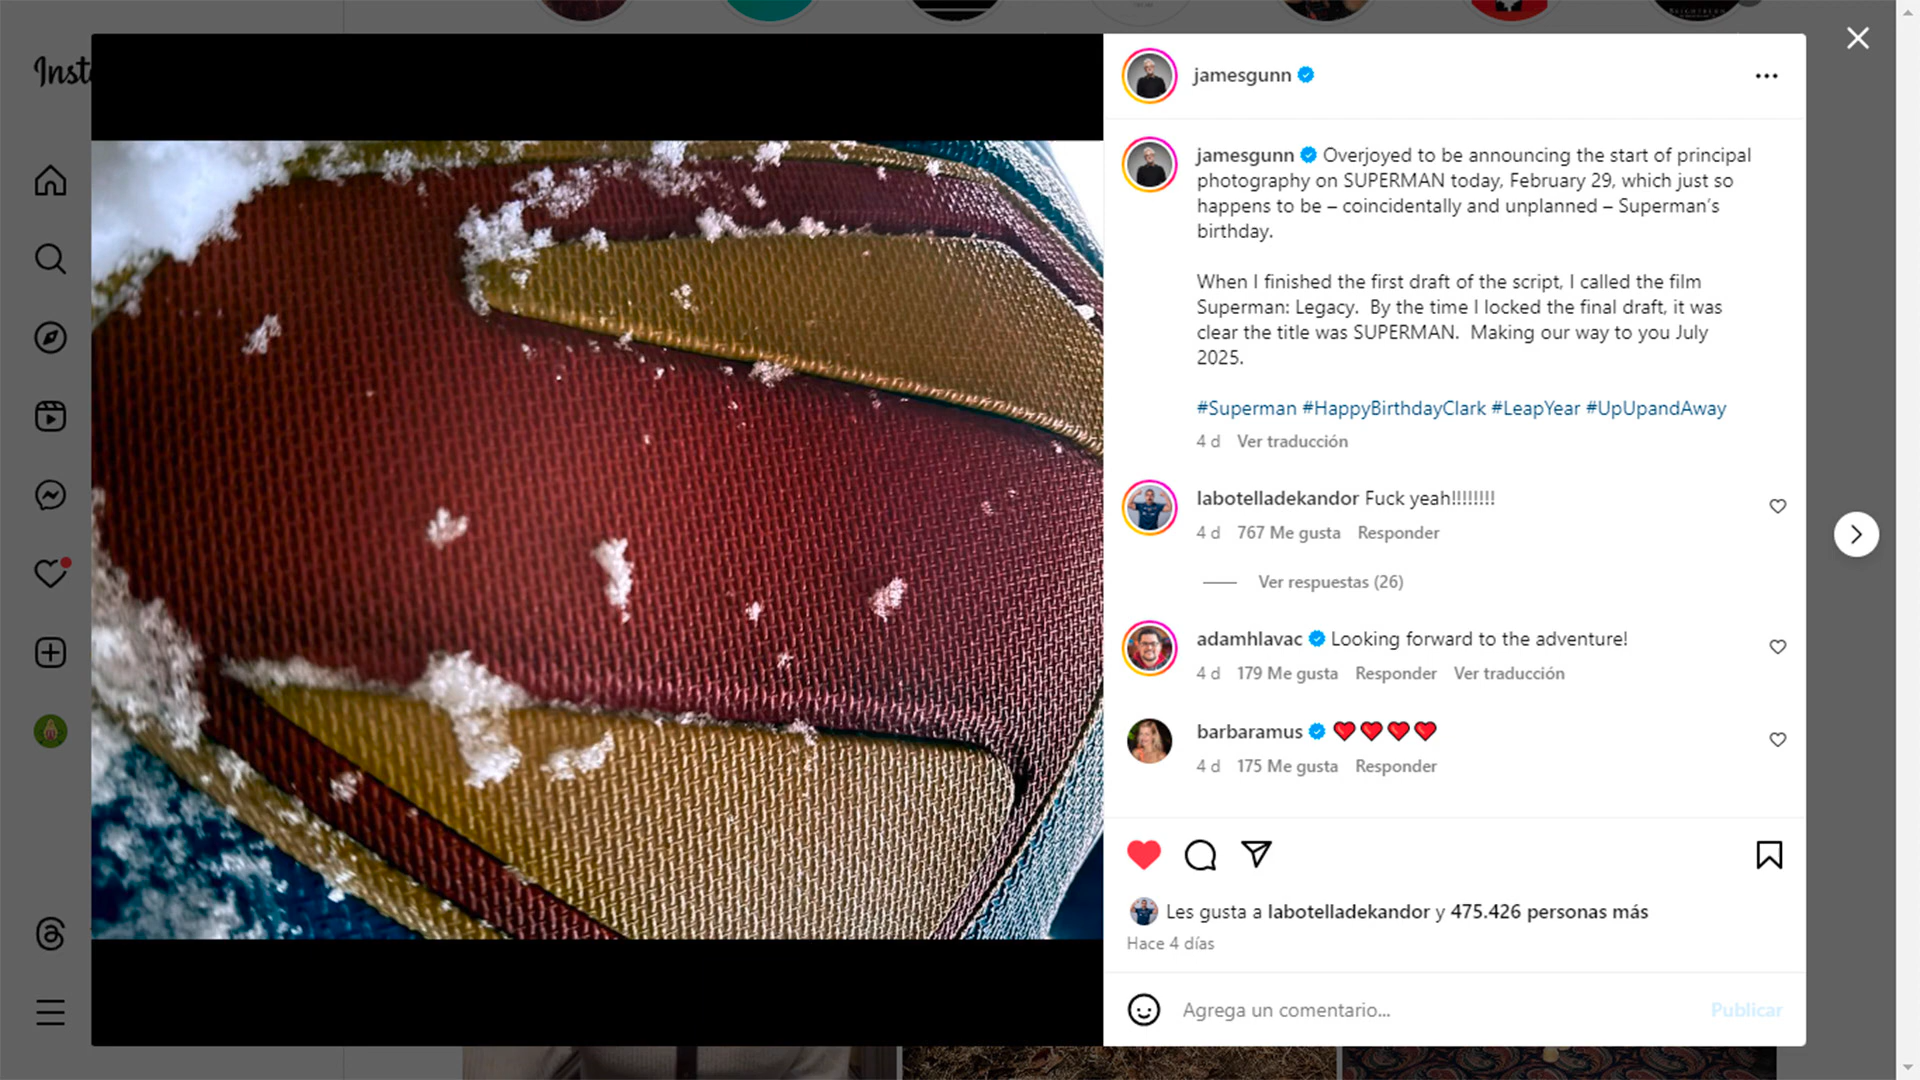 Inst
jamesgunn
jamesgunn Overjoyed to be announcing the start of principal
photography on SUPERMAN today, February 29, which just so
happens to be – coincidentally and unplanned – Superman's
birthday.
When I finished the first draft of the script, I called the film
Superman: Legacy. By the time I locked the final draft, it was
clear the title was SUPERMAN. Making our way to you July
2025.
#Superman #HappyBirthdayClark #LeapYear #UpUpandAway
4 d Ver traducción
labotelladekandor Fuck yeah!!!!!!!!
4 d 767 Me gusta Responder
Ver respuestas (26)
adamhlavac Looking forward to the adventure!
4 d 179 Me gusta Responder Ver traducción
barbaramus ❤️❤️❤️❤️
4 d 175 Me gusta Responder
Les gusta a labotelladekandor y 475.426 personas más
Hace 4 días
Agrega un comentario...
Publicar